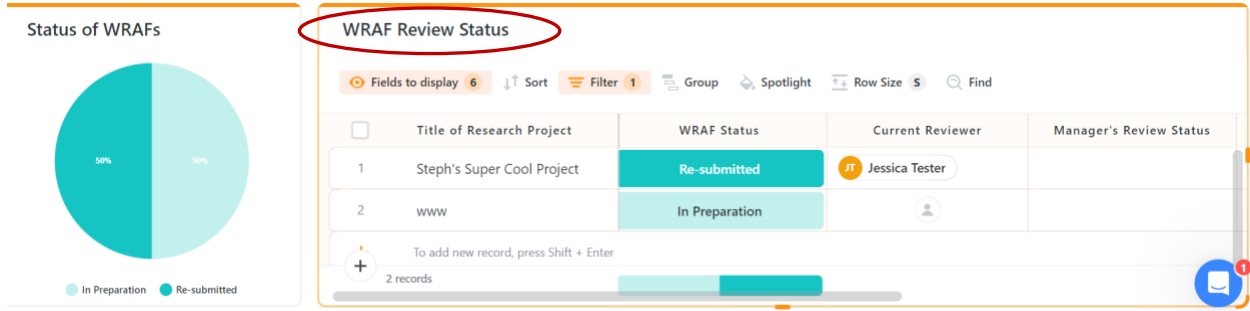 Status of WRAFs
50%
50%
In Preparation
Re-submitted
WRAF Review Status
Fields to display 6 Sort Filter 1 Group Spotlight Row Size S Find
Title of Research Project WRAF Status Current Reviewer Manager's Review Status
1 Steph's Super Cool Project Re-submitted JT Jessica Tester
2 www In Preparation
To add new record, press Shift + Enter
+
2 records
1